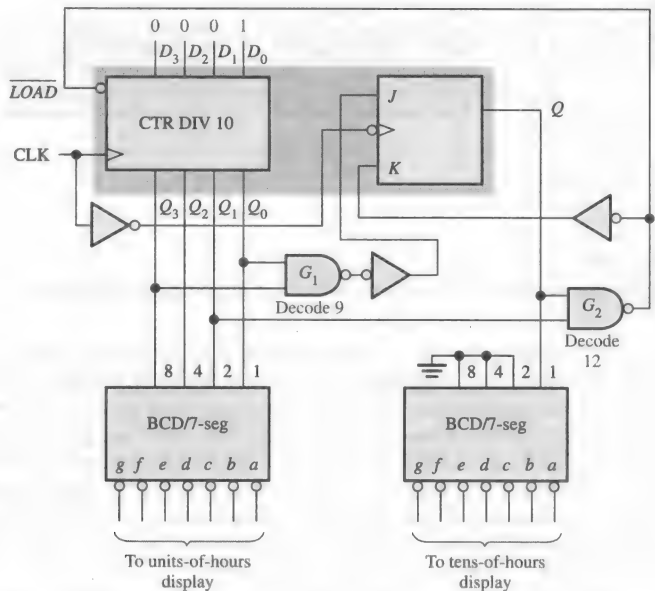 0 0 0 1
D₃ D₂ D₁ D₀
LOAD
CTR DIV 10
CLK
J
K
Q
Q₃ Q₂ Q₁ Q₀
G₁
Decode 9
G₂
Decode
12
8 4 2 1
BCD/7-seg
g f e d c b a
To units-of-hours
display
8 4 2 1
BCD/7-seg
g f e d c b a
To tens-of-hours
display